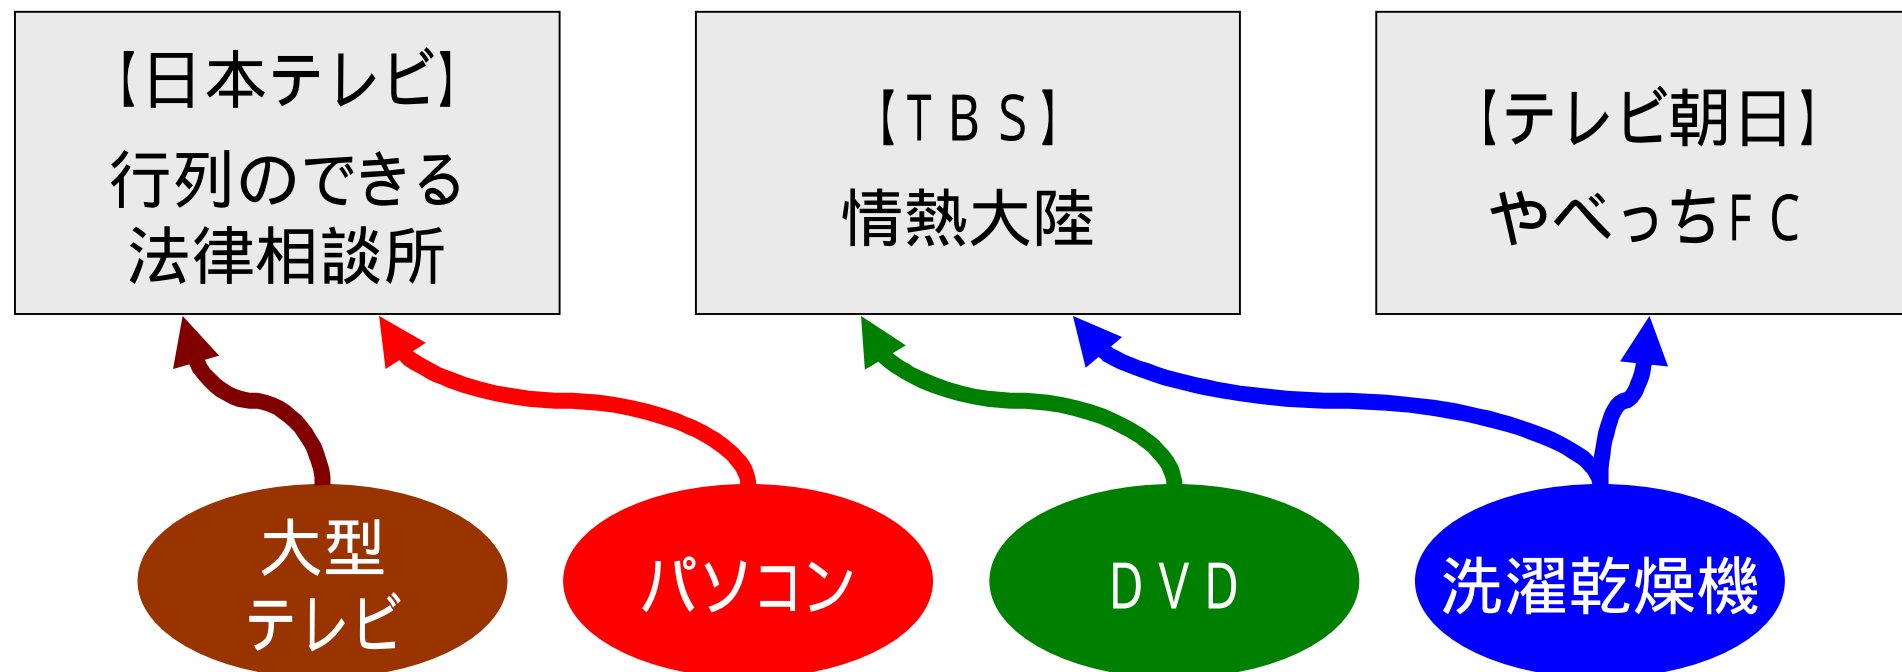 【日本テレビ】
行列のできる
法律相談所
【ＴＢＳ】
情熱大陸
【テレビ朝日】
やべっちＦＣ
大型
テレビ
パソコン
ＤＶＤ
洗濯乾燥機